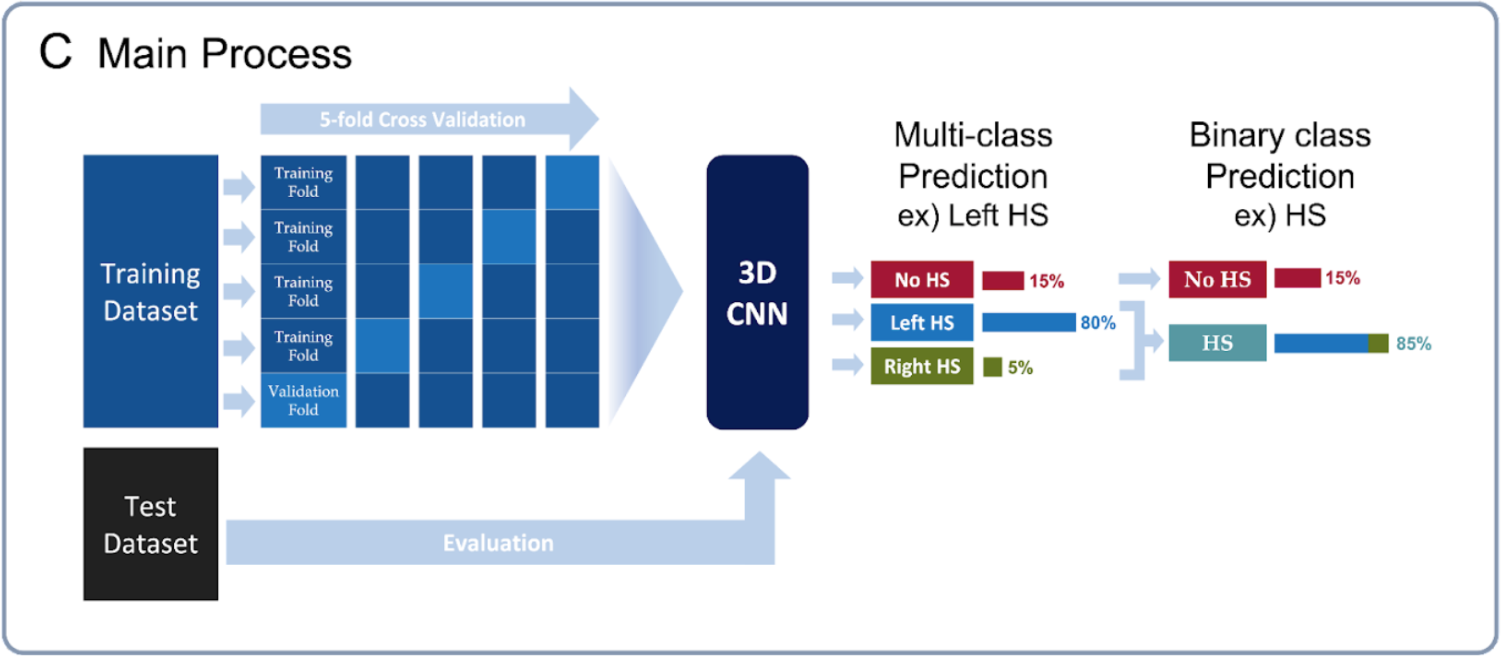 C Main Process
5-fold Cross Validation
Training
Dataset
Training
Fold
Training
Fold
Training
Fold
Training
Fold
Validation
Fold
3D
CNN
Multi-class
Prediction
ex) Left HS
No HS 15%
Left HS 80%
Right HS 5%
Binary class
Prediction
ex) HS
No HS 15%
HS 85%
Test
Dataset
Evaluation